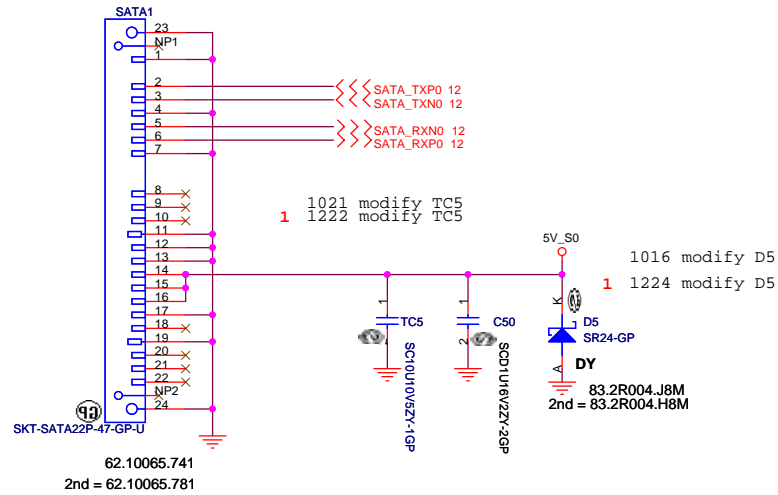 SATA1
23
NP1
1
2
3
4
5
6
7
SATA_TXP0 12
SATA_TXN0 12
SATA_RXN0 12
SATA_RXP0 12
8
9
10
11
12
13
14
15
16
17
18
19
20
21
22
NP2
24
GP
SKT-SATA22P-47-GP-U
62.10065.741
2nd = 62.10065.781
1021 modify TC5
1 1222 modify TC5
5V_S0
1016 modify D5
1 1224 modify D5
1
TC5
SC10U10V5ZY-1GP
1
C50
2
SCD1U16V2ZY-2GP
K
D5
SR24-GP
A
DY
83.2R004.J8M
2nd = 83.2R004.H8M